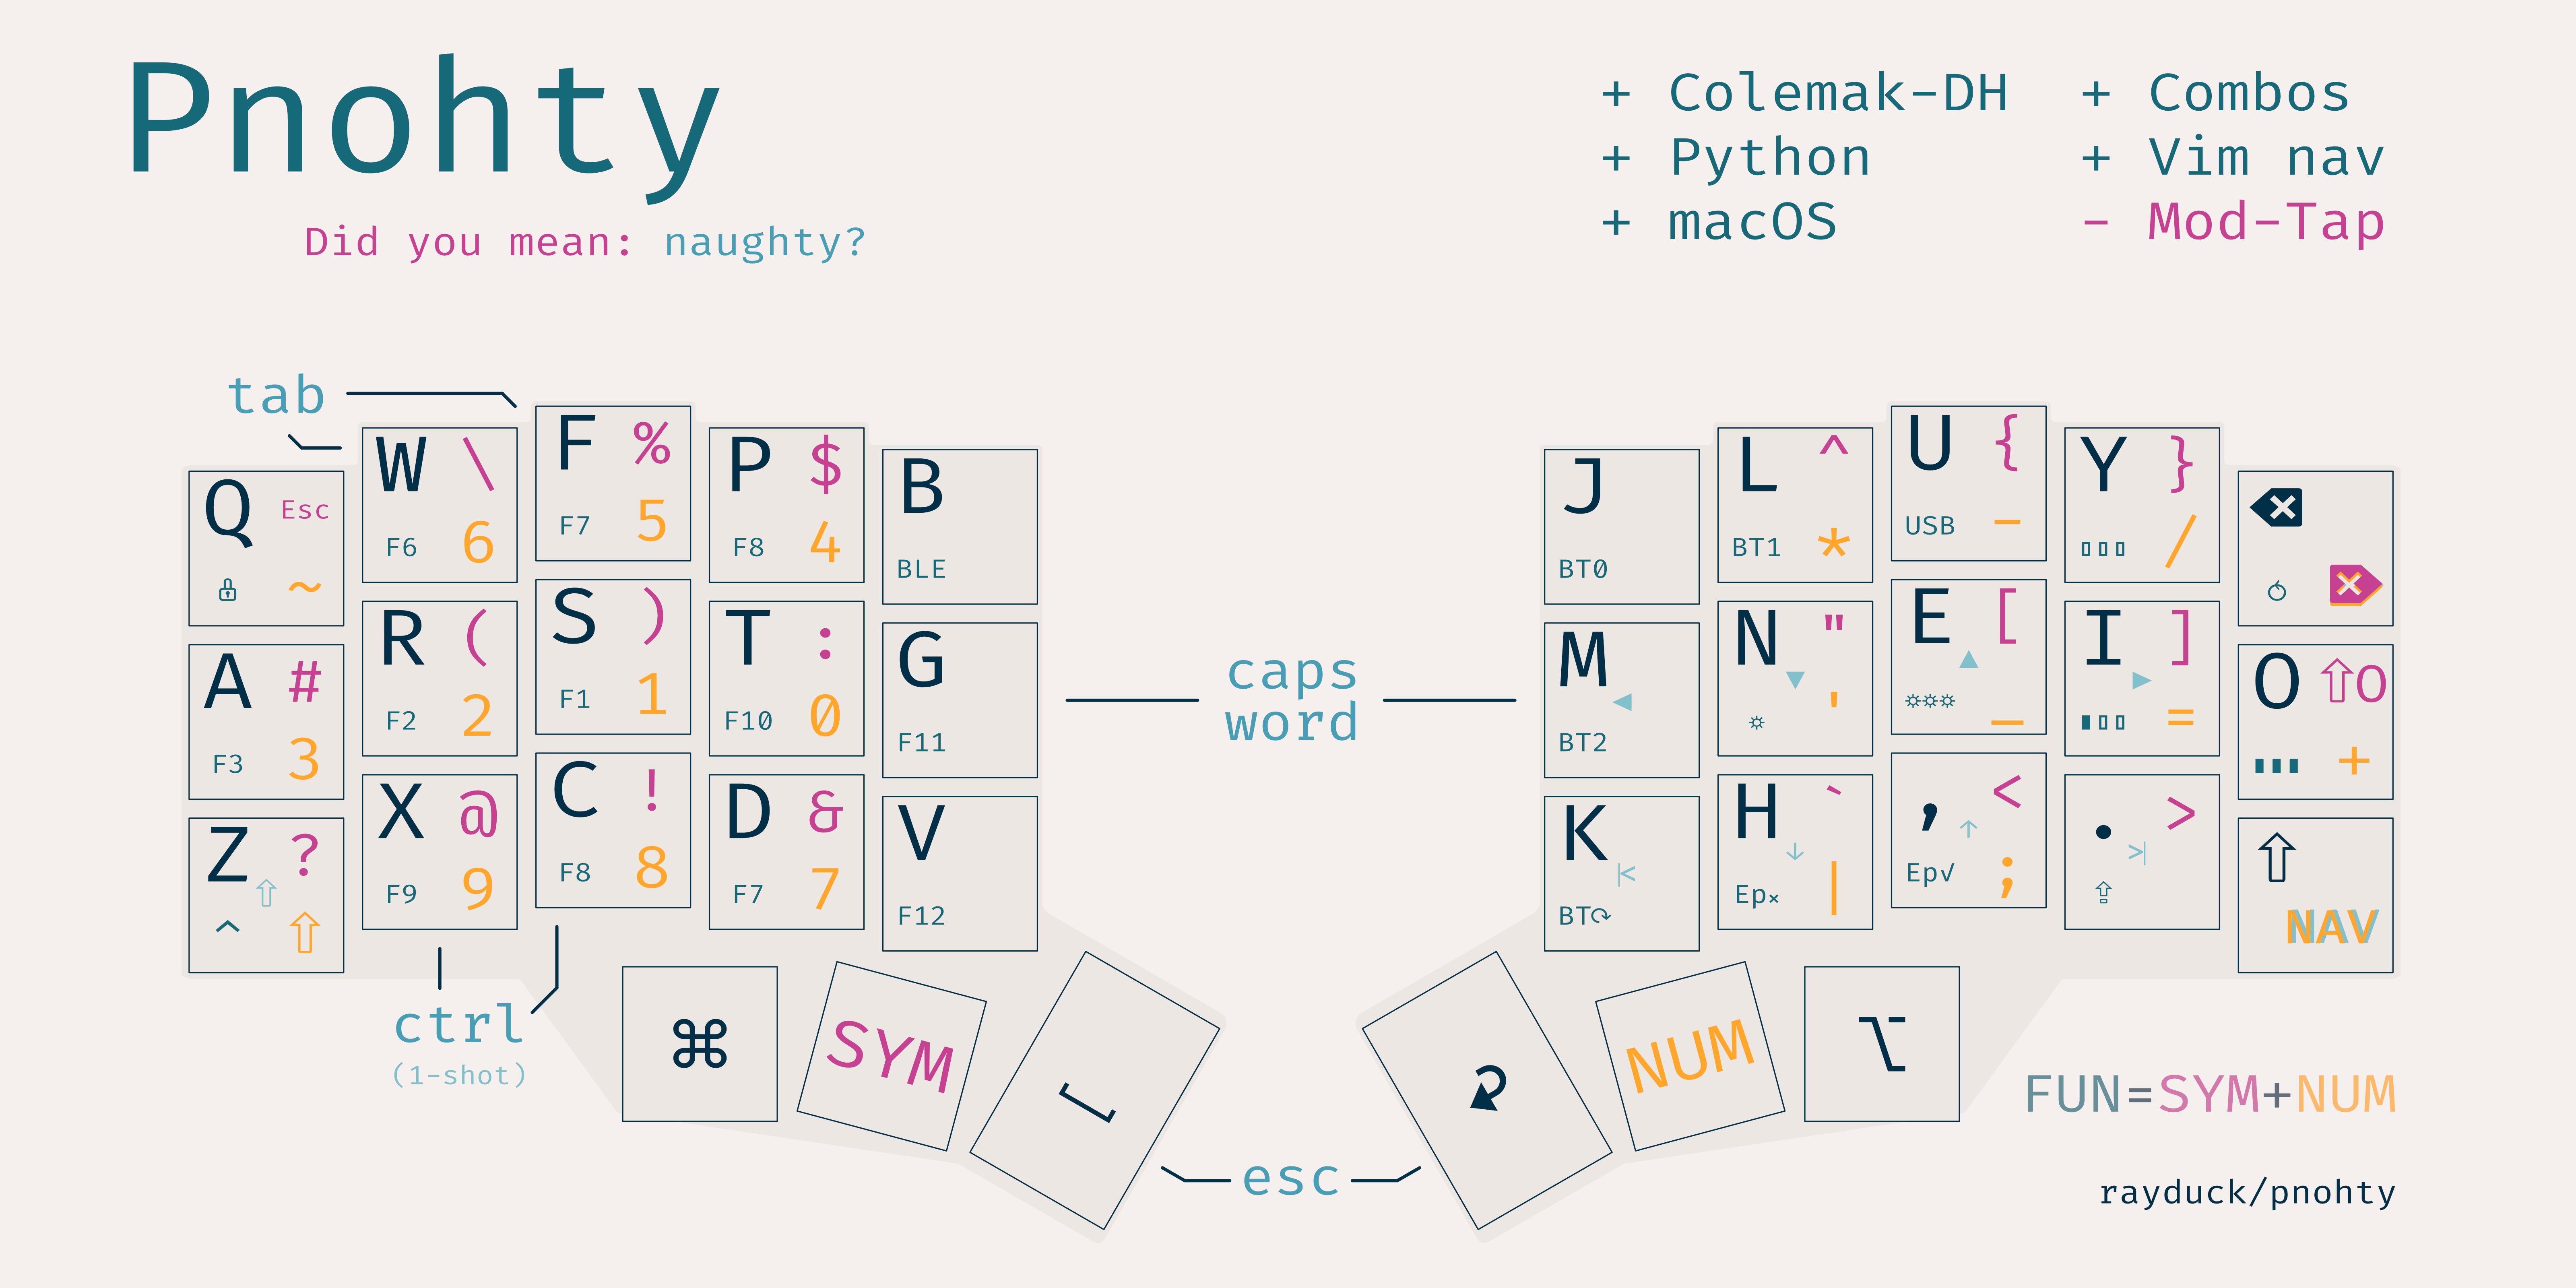 Pnohty
Did you mean: naughty?
+ Colemak-DH + Combos
+ Python + Vim nav
+ macOS - Mod-Tap
tab
Q Esc ~
W \ F6 6
F % F7 5
P $ F8 4
B BLE
J BT0
L ^ BT1 *
U { USB -
Y } /
A # F3 3
R ( F2 2
S ) F1 1
T : F10 0
G F11
caps
word
M ◀ BT2
N " ▼ '
E [ ▲ _
I ] ▶ =
O ⇧O +
Z ? ⇧ ^ ⇧
X @ F9 9
C ! F8 8
D & F7 7
V F12
K |< BT⟳
H ` ↓ Ep× |
, < ↑ Ep√ ;
. > >|
⇧ NAV
ctrl
(1-shot)
⌘ SYM
NUM ⌥
esc
FUN=SYM+NUM
rayduck/pnohty